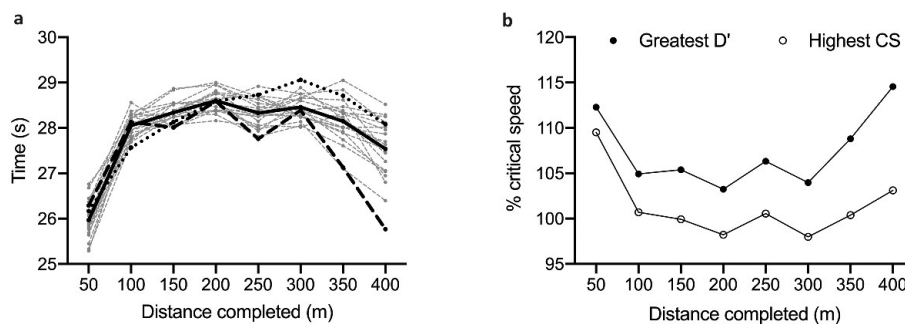 a
30
29
28
27
26
25
Time (s)
50 100 150 200 250 300 350 400
Distance completed (m)
b
120
115
110
105
100
95
% critical speed
Greatest D'
Highest CS
50 100 150 200 250 300 350 400
Distance completed (m)